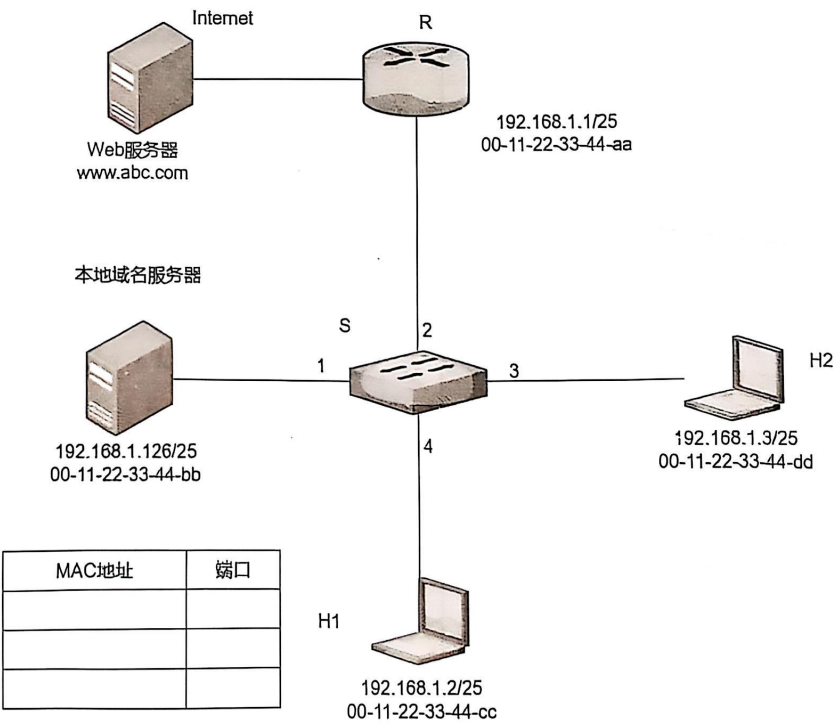 Internet
R
192.168.1.1/25
00-11-22-33-44-aa
Web服务器
www.abc.com
本地域名服务器
S
2
1
3
H2
4
192.168.1.126/25
00-11-22-33-44-bb
192.168.1.3/25
00-11-22-33-44-dd
MAC地址 端口
H1
192.168.1.2/25
00-11-22-33-44-cc